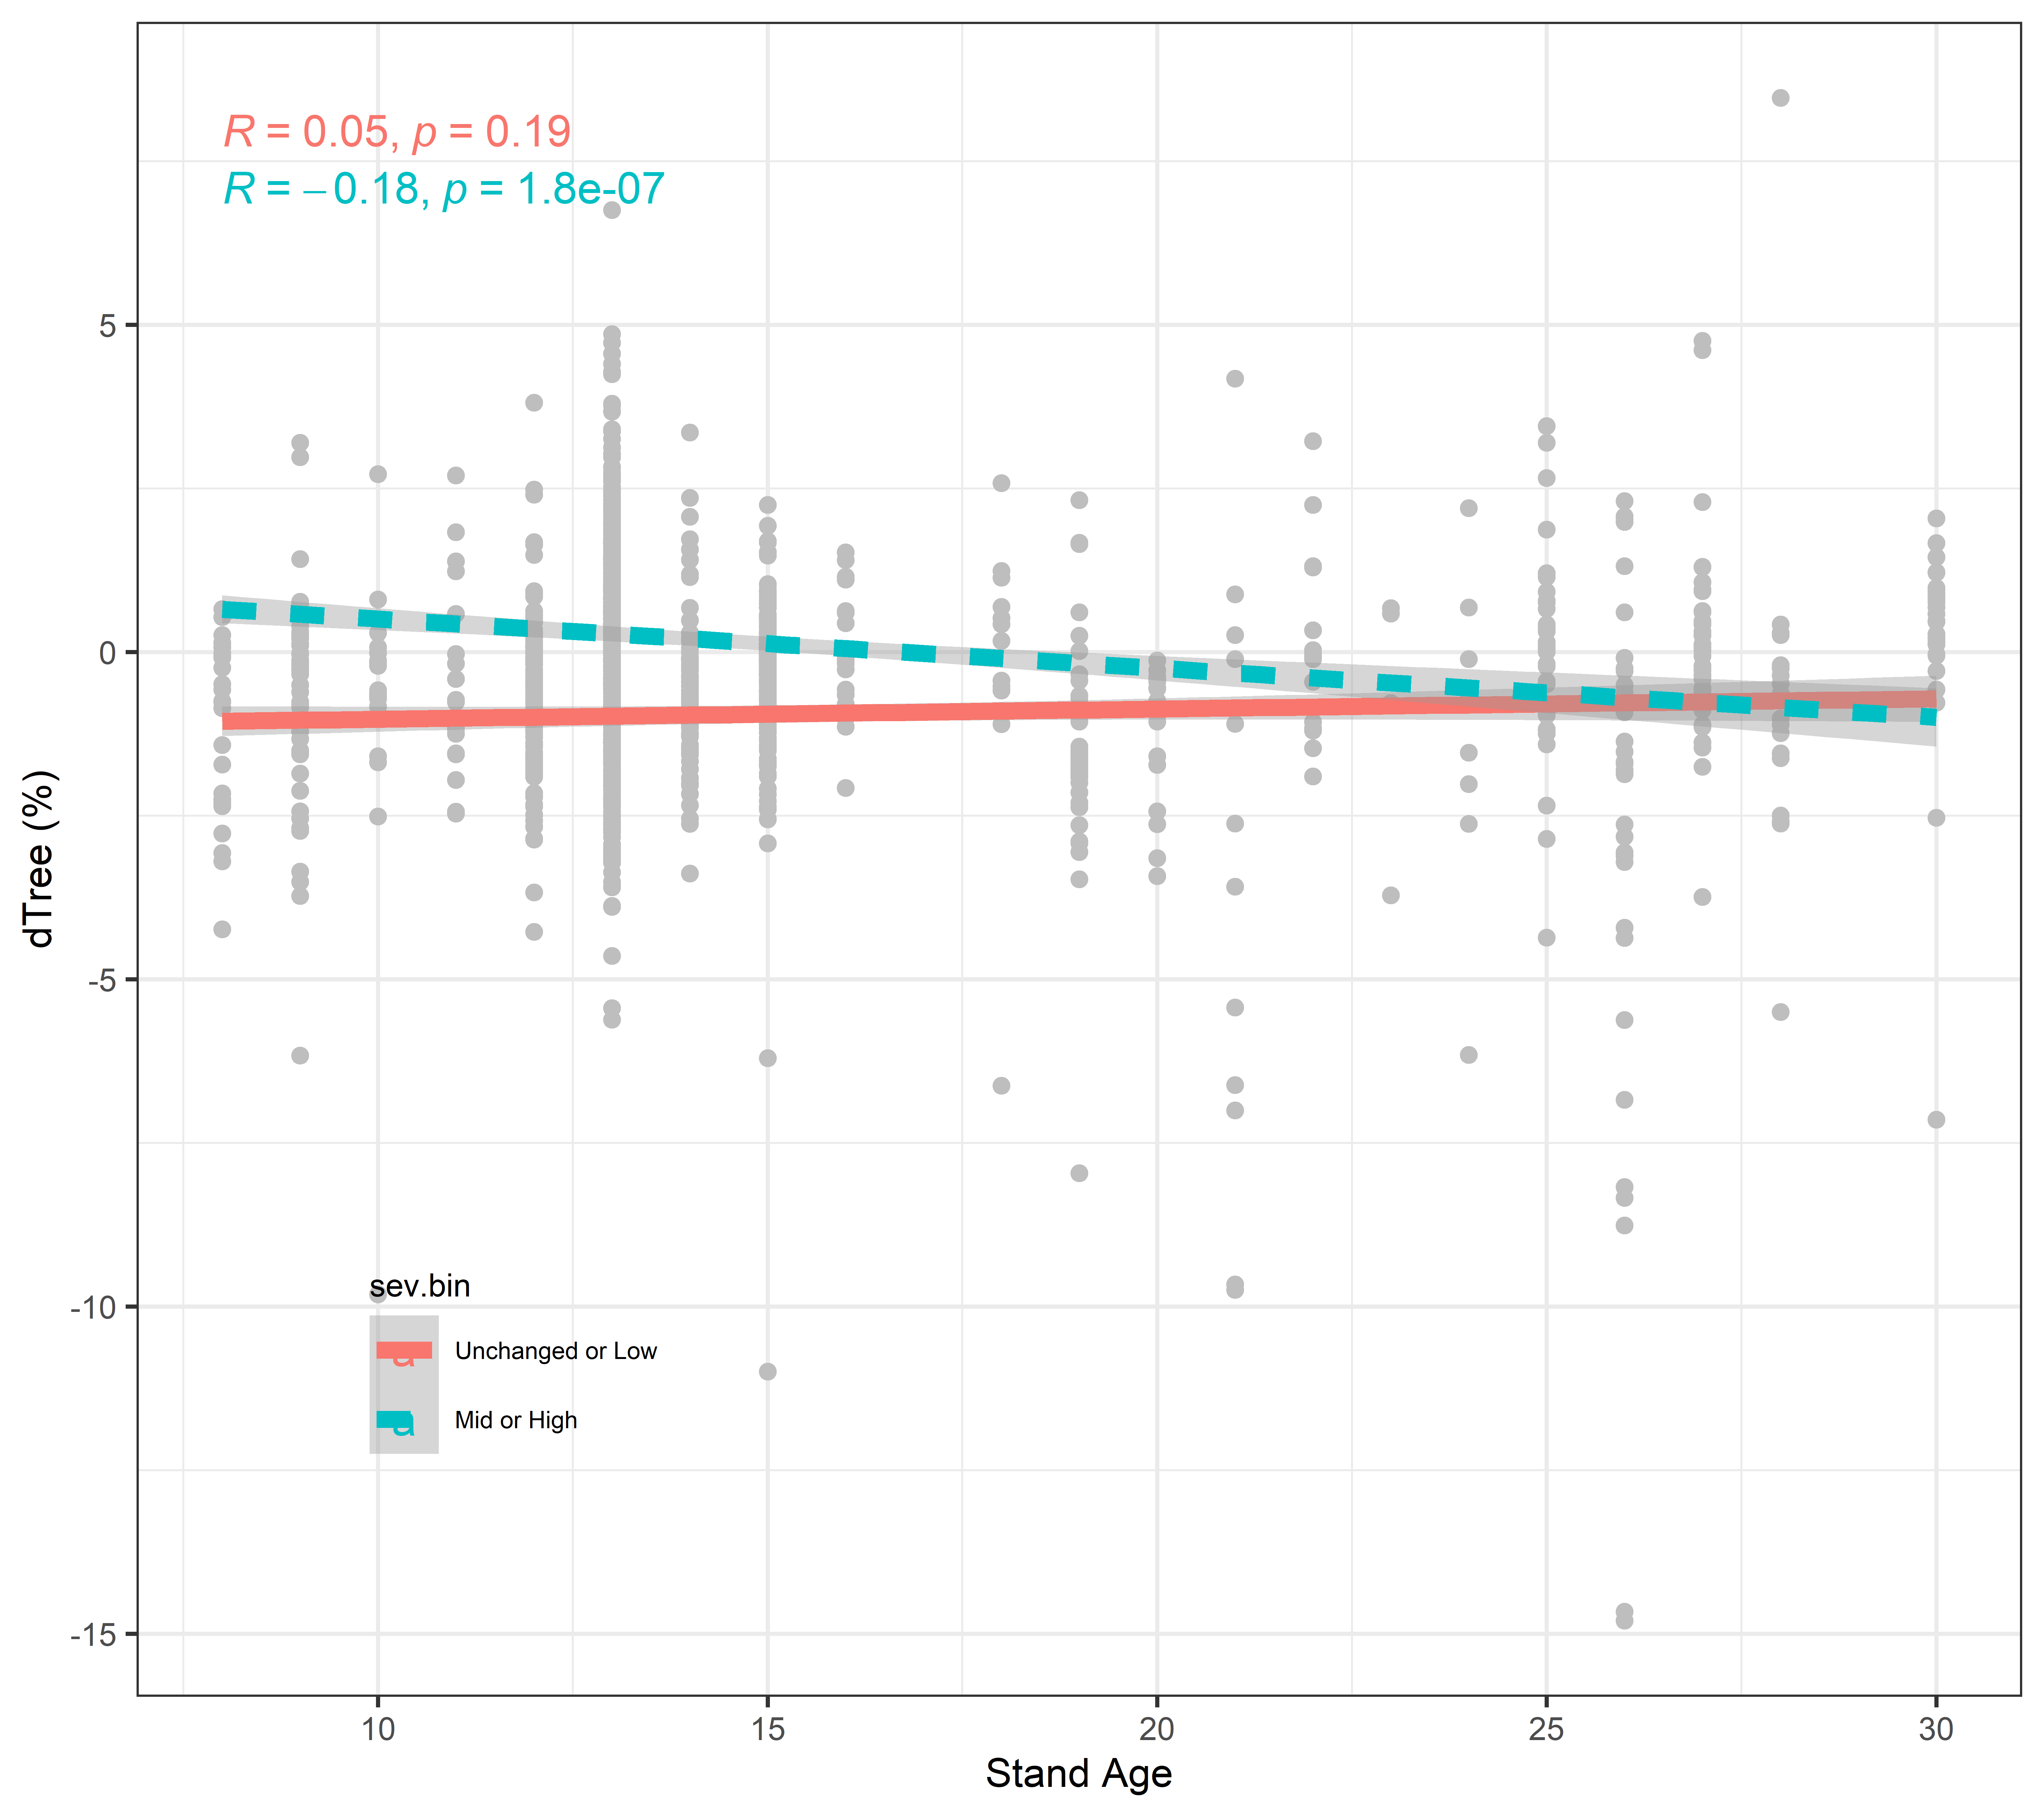 R = 0.05, p = 0.19
R = −0.18, p = 1.8e-07
5
0
-5
-10
-15
dTree (%)
sev.bin
a Unchanged or Low
a Mid or High
10 15 20 25 30
Stand Age